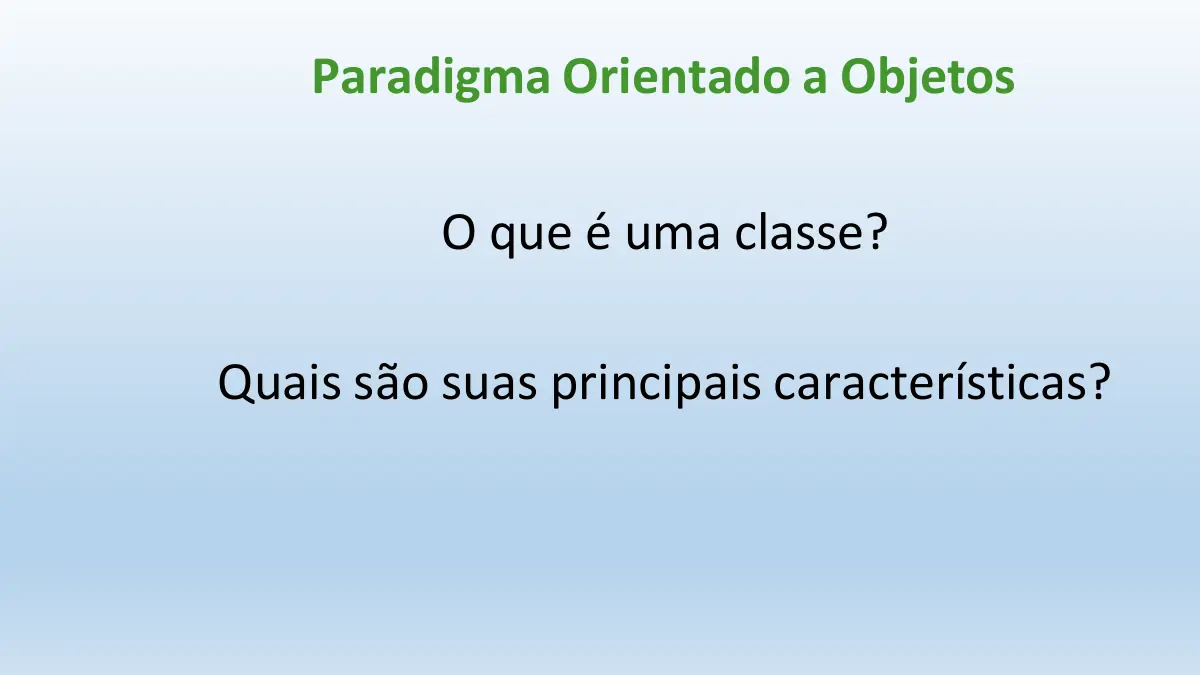 Paradigma Orientado a Objetos
O que é uma classe?
Quais são suas principais características?